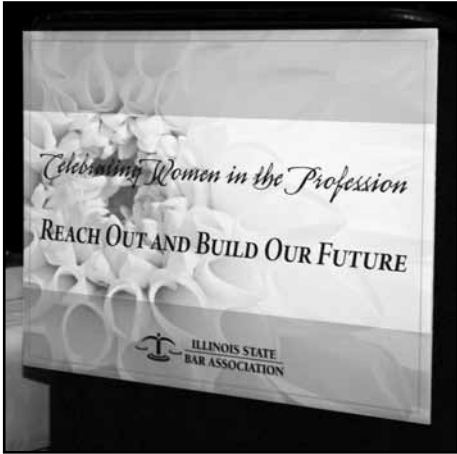 Celebrating Women in the Profession
REACH OUT AND BUILD OUR FUTURE
ILLINOIS STATE
BAR ASSOCIATION